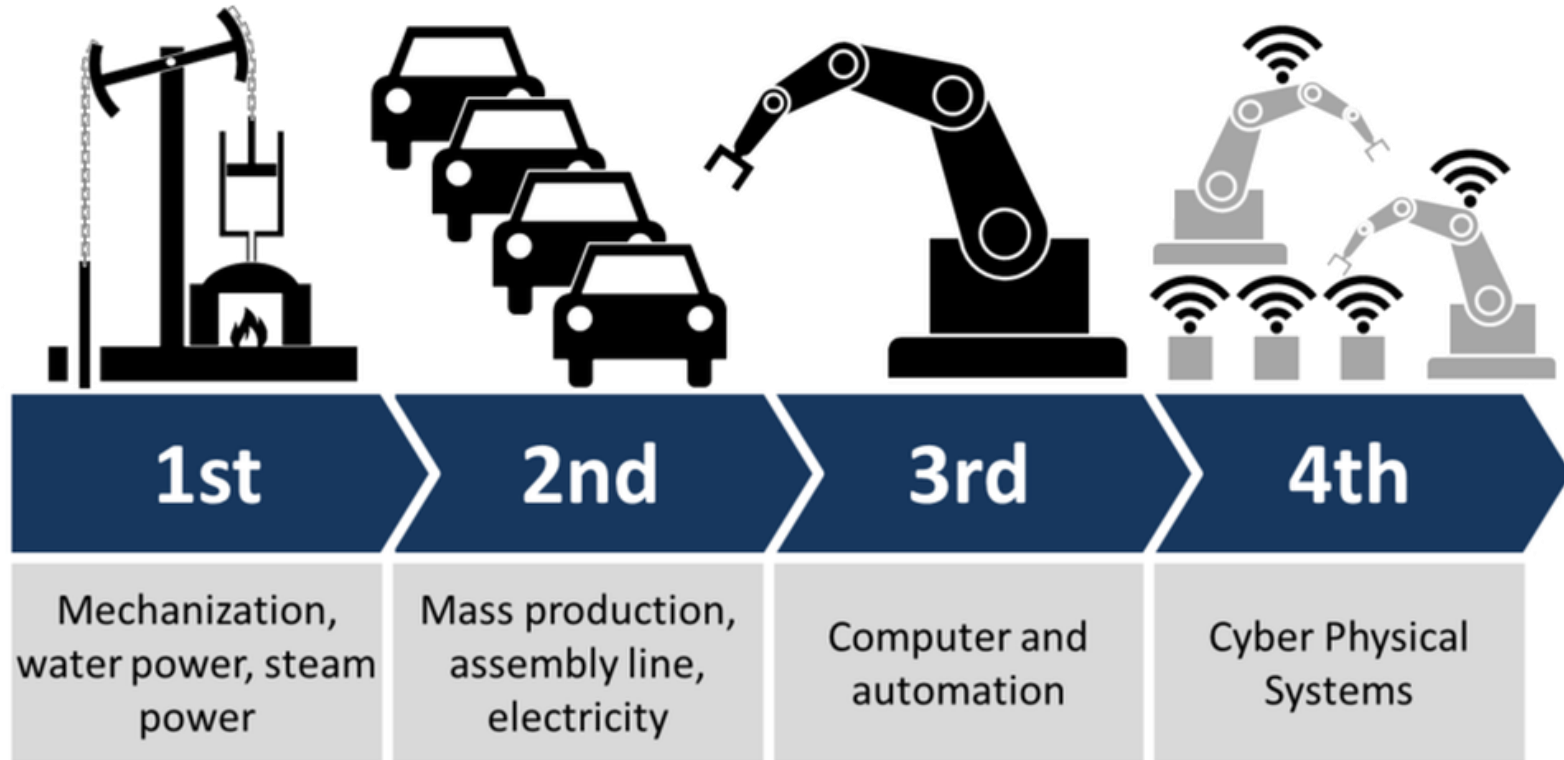 1st
2nd
3rd
4th
Mechanization,
water power, steam
power
Mass production,
assembly line,
electricity
Computer and
automation
Cyber Physical
Systems